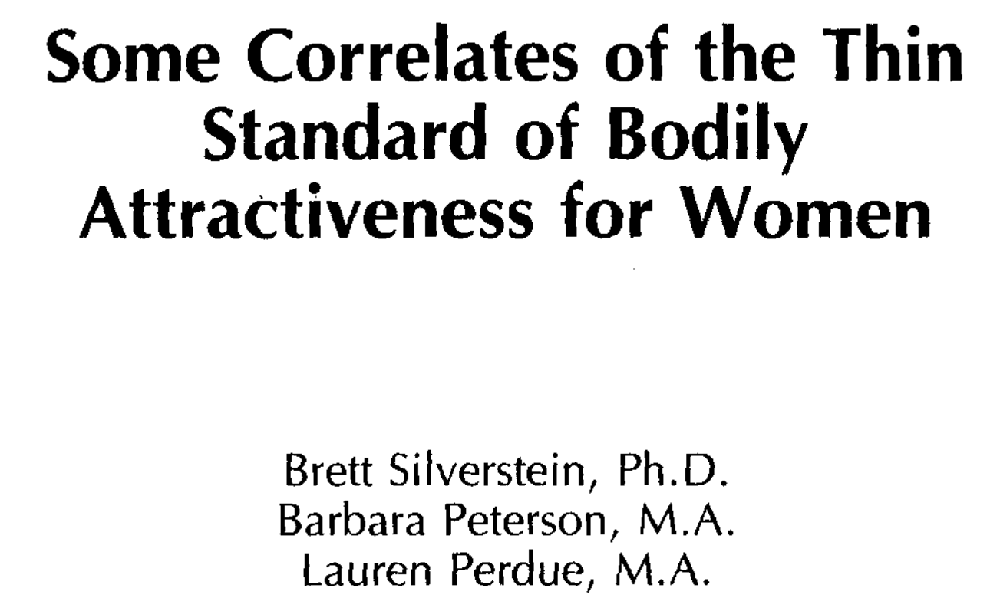 Some Correlates of the Thin
Standard of Bodily
Attractiveness for Women
Brett Silverstein, Ph.D.
Barbara Peterson, M.A.
Lauren Perdue, M.A.